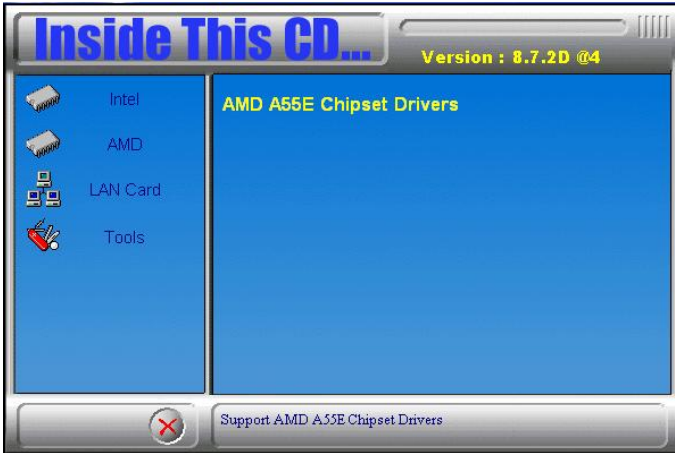 Inside This CD...
Version : 8.7.2D @4
Intel
AMD
LAN Card
Tools
AMD A55E Chipset Drivers
Support AMD A55E Chipset Drivers